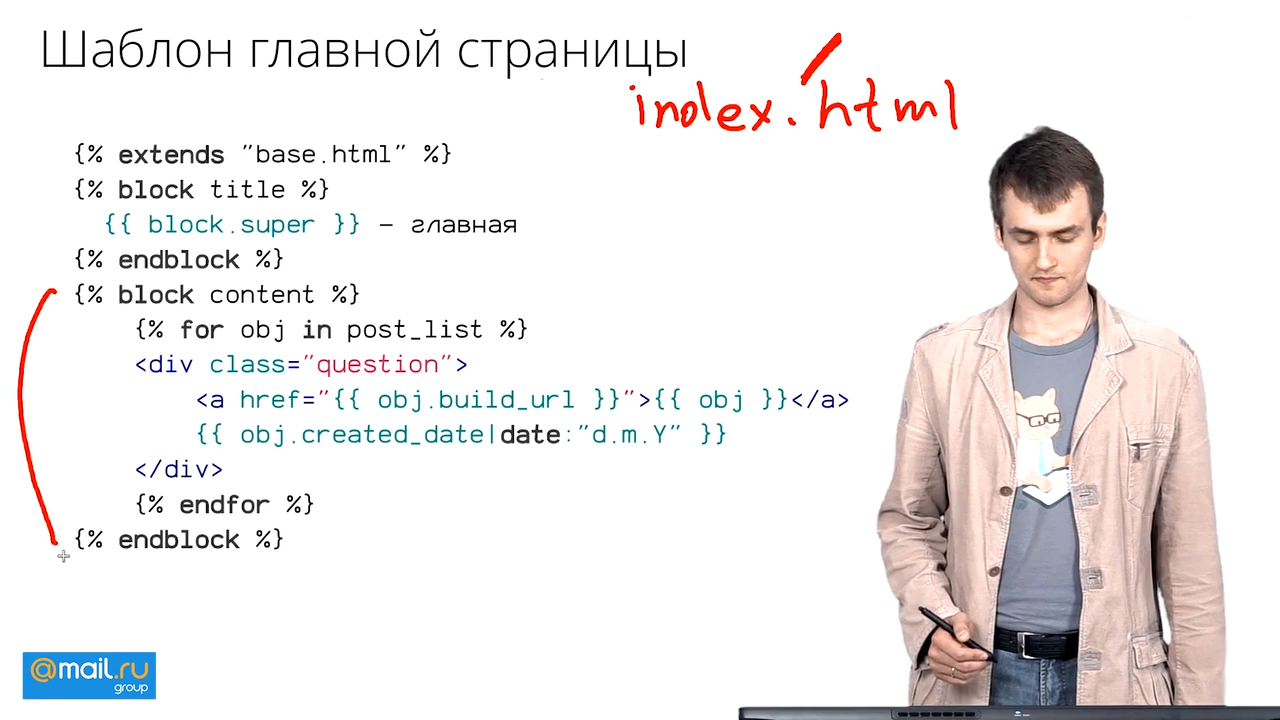 Шаблон главной страницы
index.html
{% extends "base.html" %}
{% block title %}
{{ block.super }} – главная
{% endblock %}
{% block content %}
{% for obj in post_list %}
<div class="question">
<a href="{{ obj.build_url }}">{{ obj }}</a>
{{ obj.created_date|date:"d.m.Y" }}
</div>
{% endfor %}
{% endblock %}
@mail.ru
group